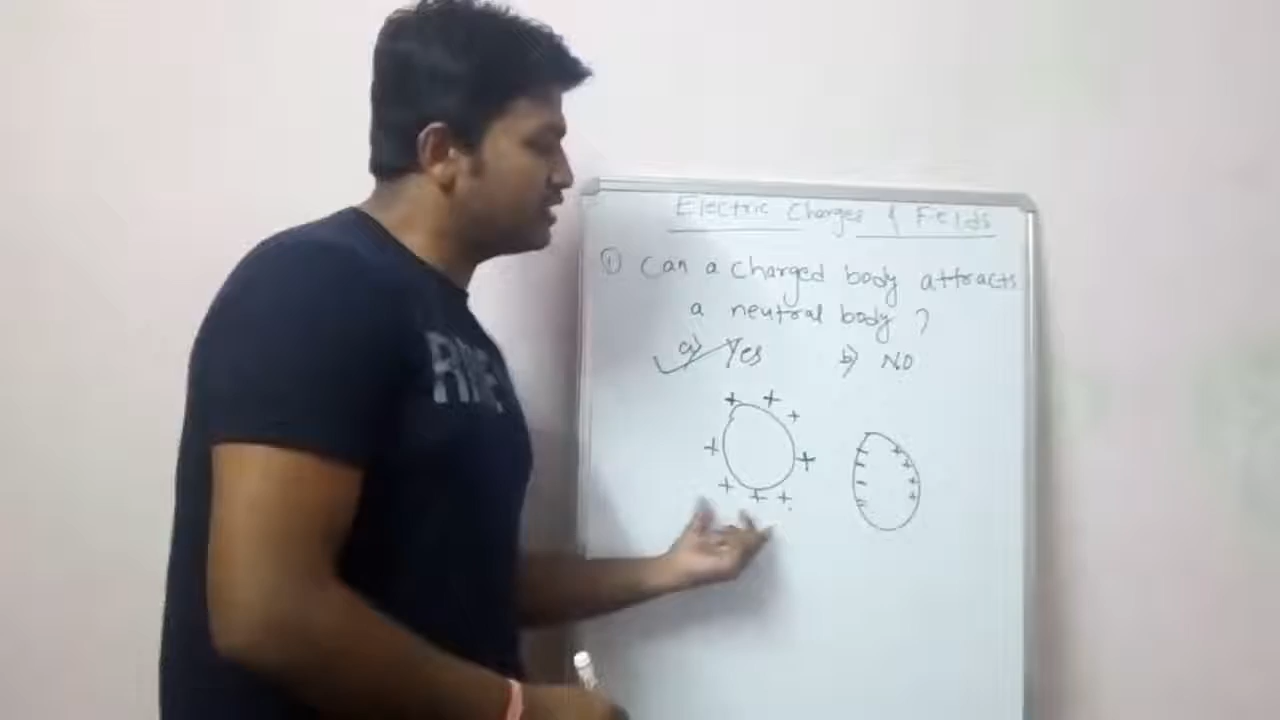 Electric Charges & Fields
① Can a charged body attracts
a neutral body ?
a) Yes b) NO
+ + +
+ +
+ + +
- - - - + + + +